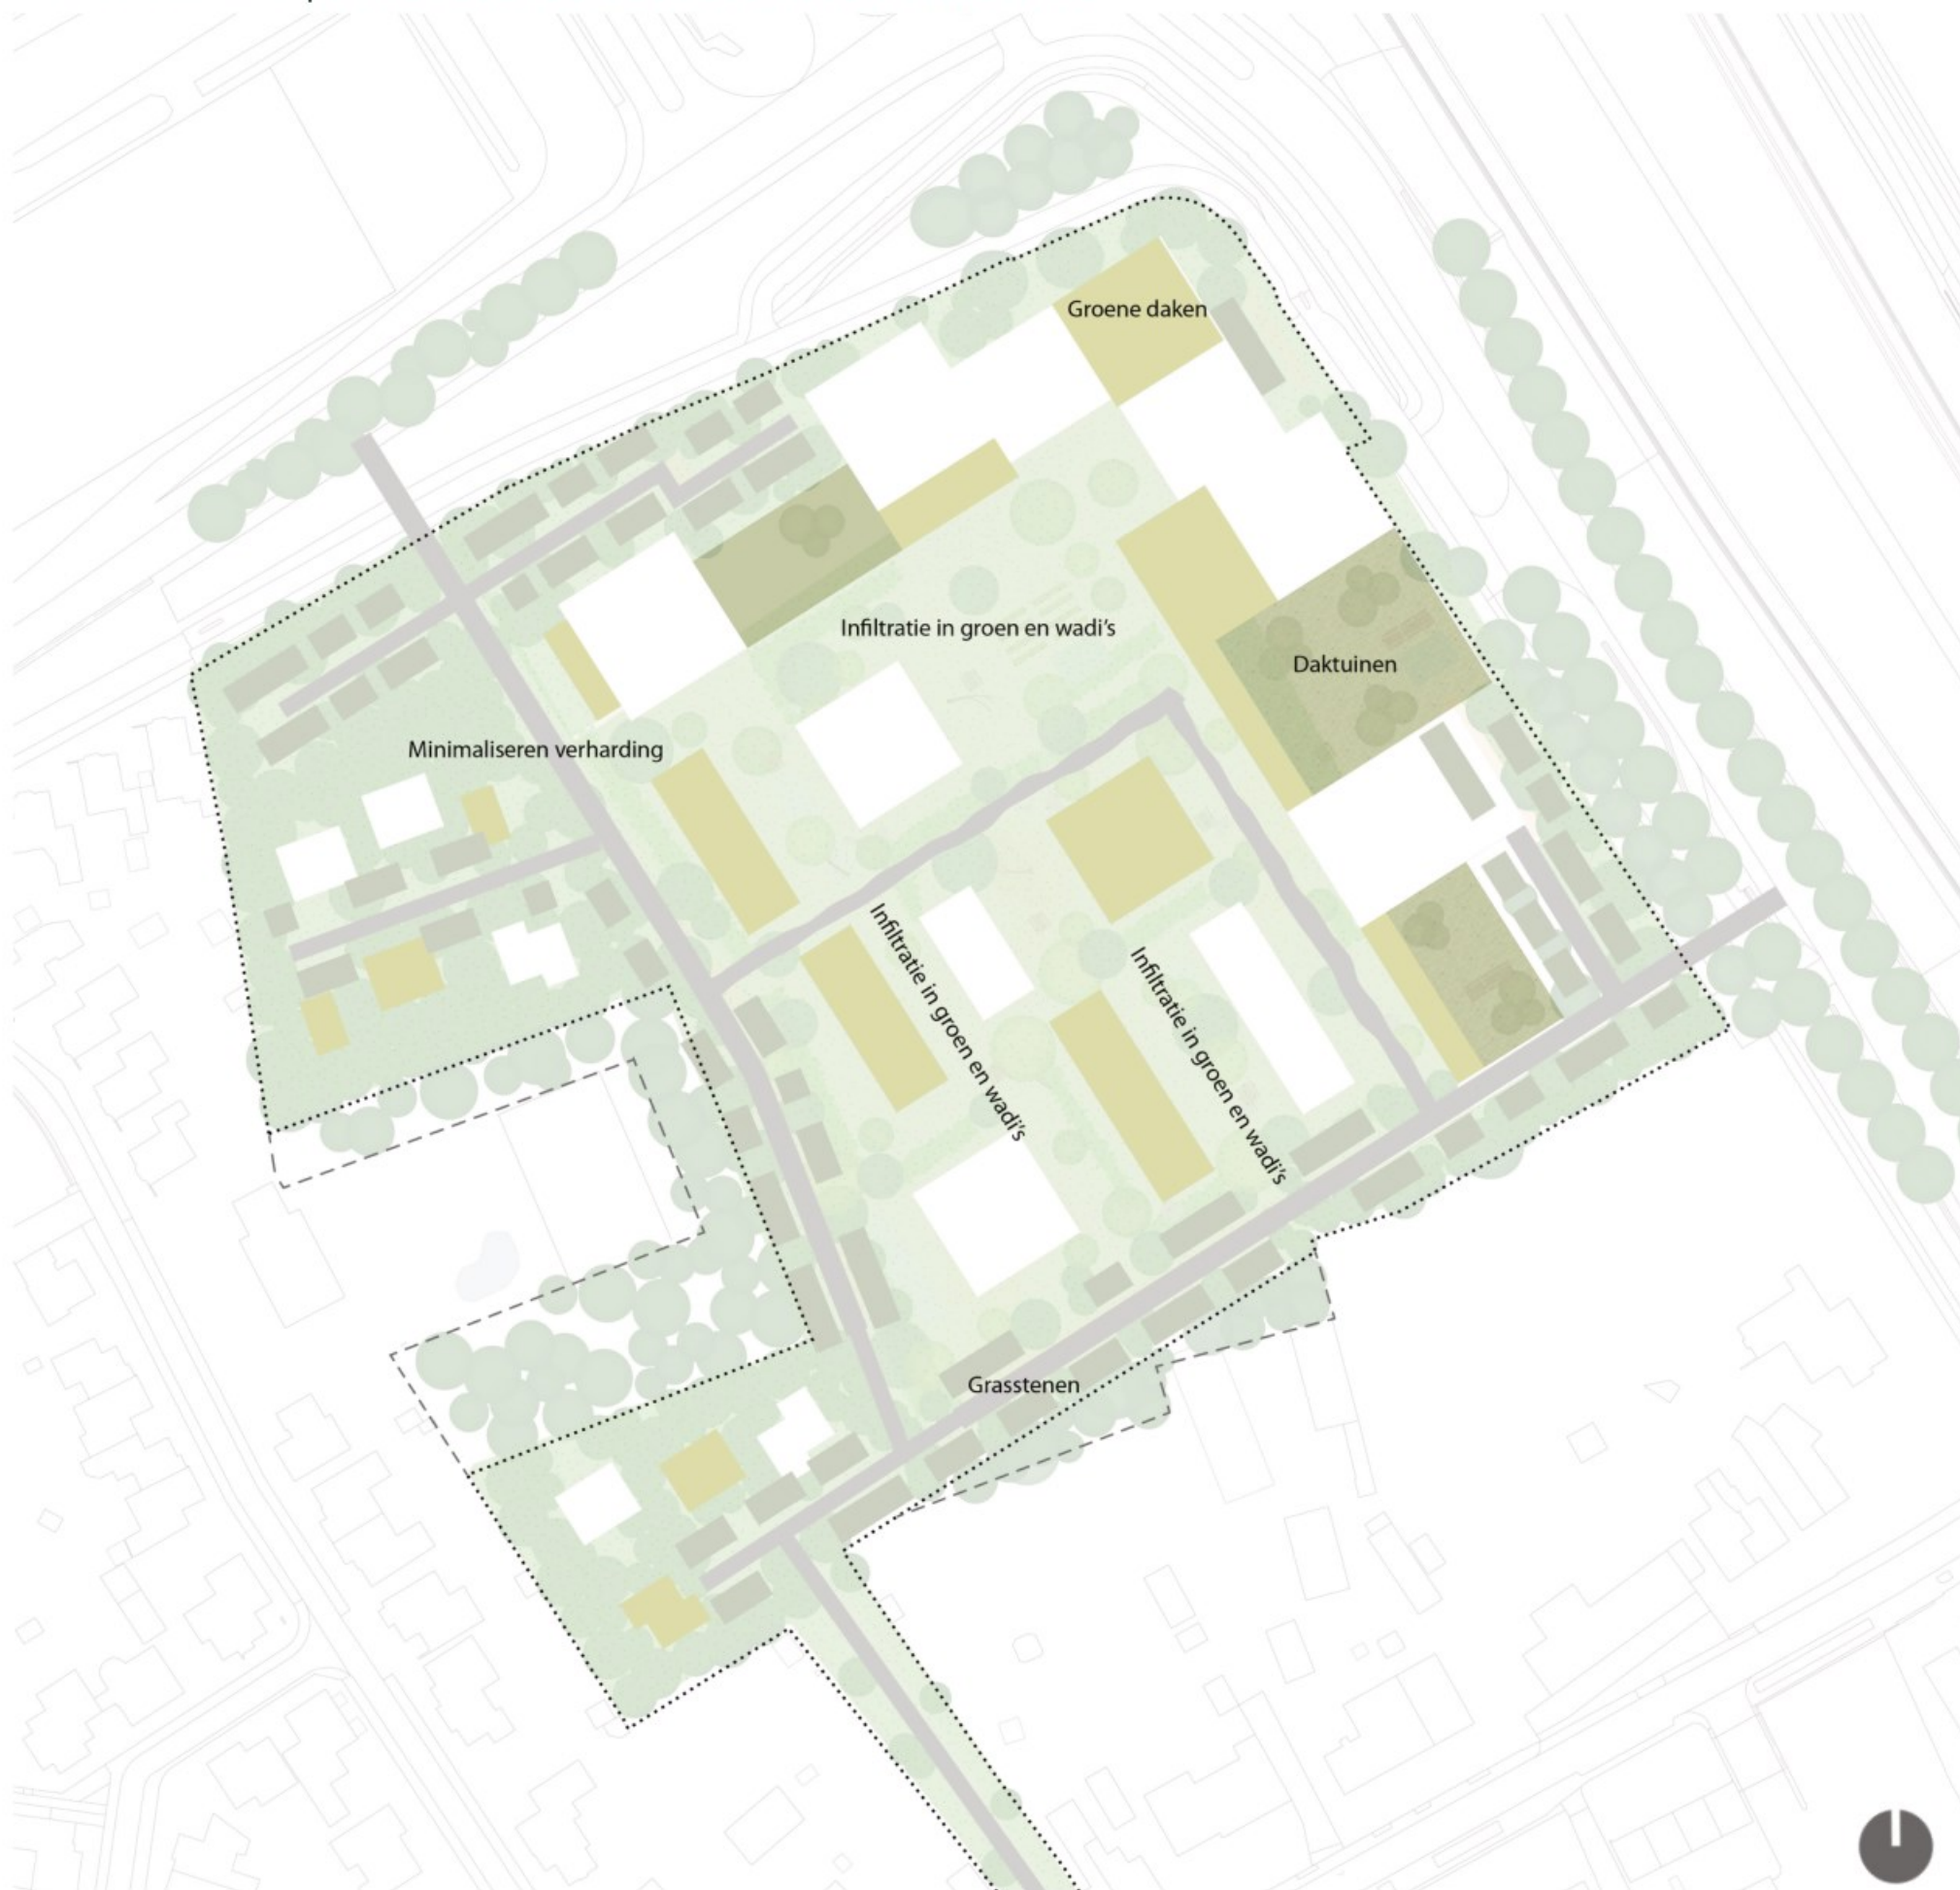 Groene daken
Infiltratie in groen en wadi's
Daktuinen
Minimaliseren verharding
Infiltratie in groen en wadi's
Infiltratie in groen en wadi's
Grasstenen